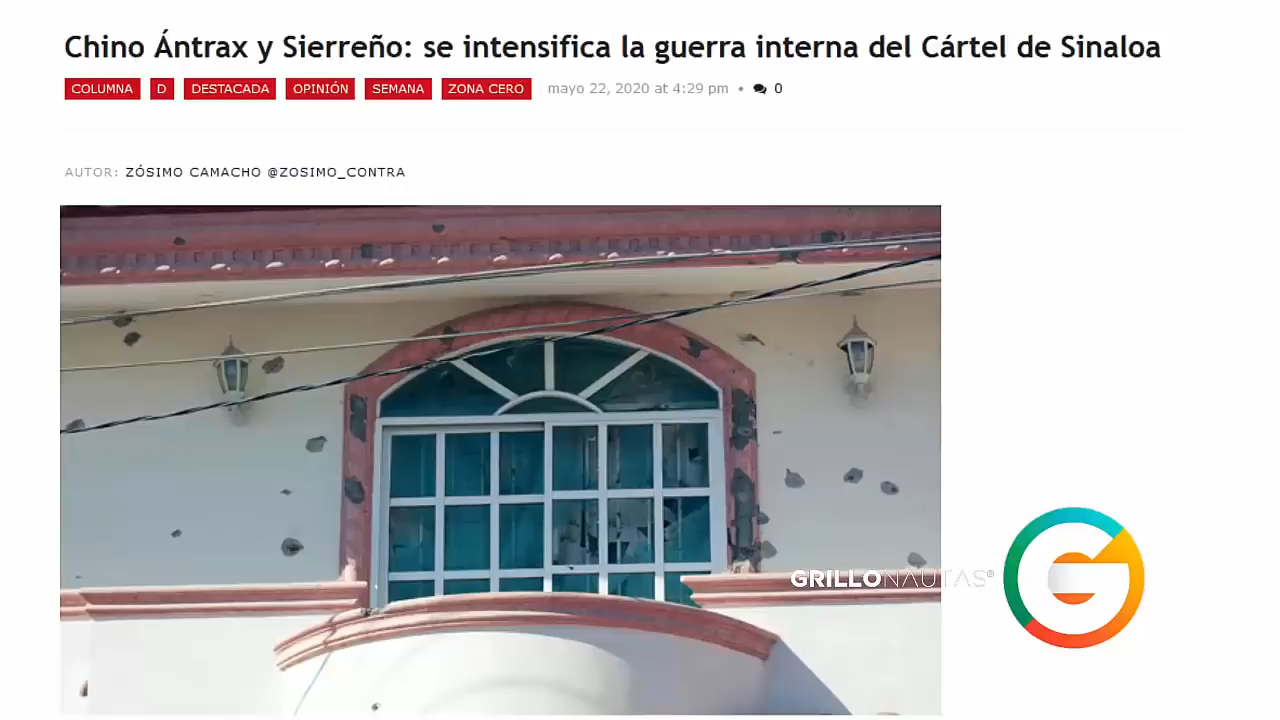 Chino Ántrax y Sierreño: se intensifica la guerra interna del Cártel de Sinaloa
COLUMNA D DESTACADA OPINIÓN SEMANA ZONA CERO mayo 22, 2020 at 4:29 pm • 0
AUTOR: ZÓSIMO CAMACHO @ZOSIMO_CONTRA
GRILLONAUTAS®
G